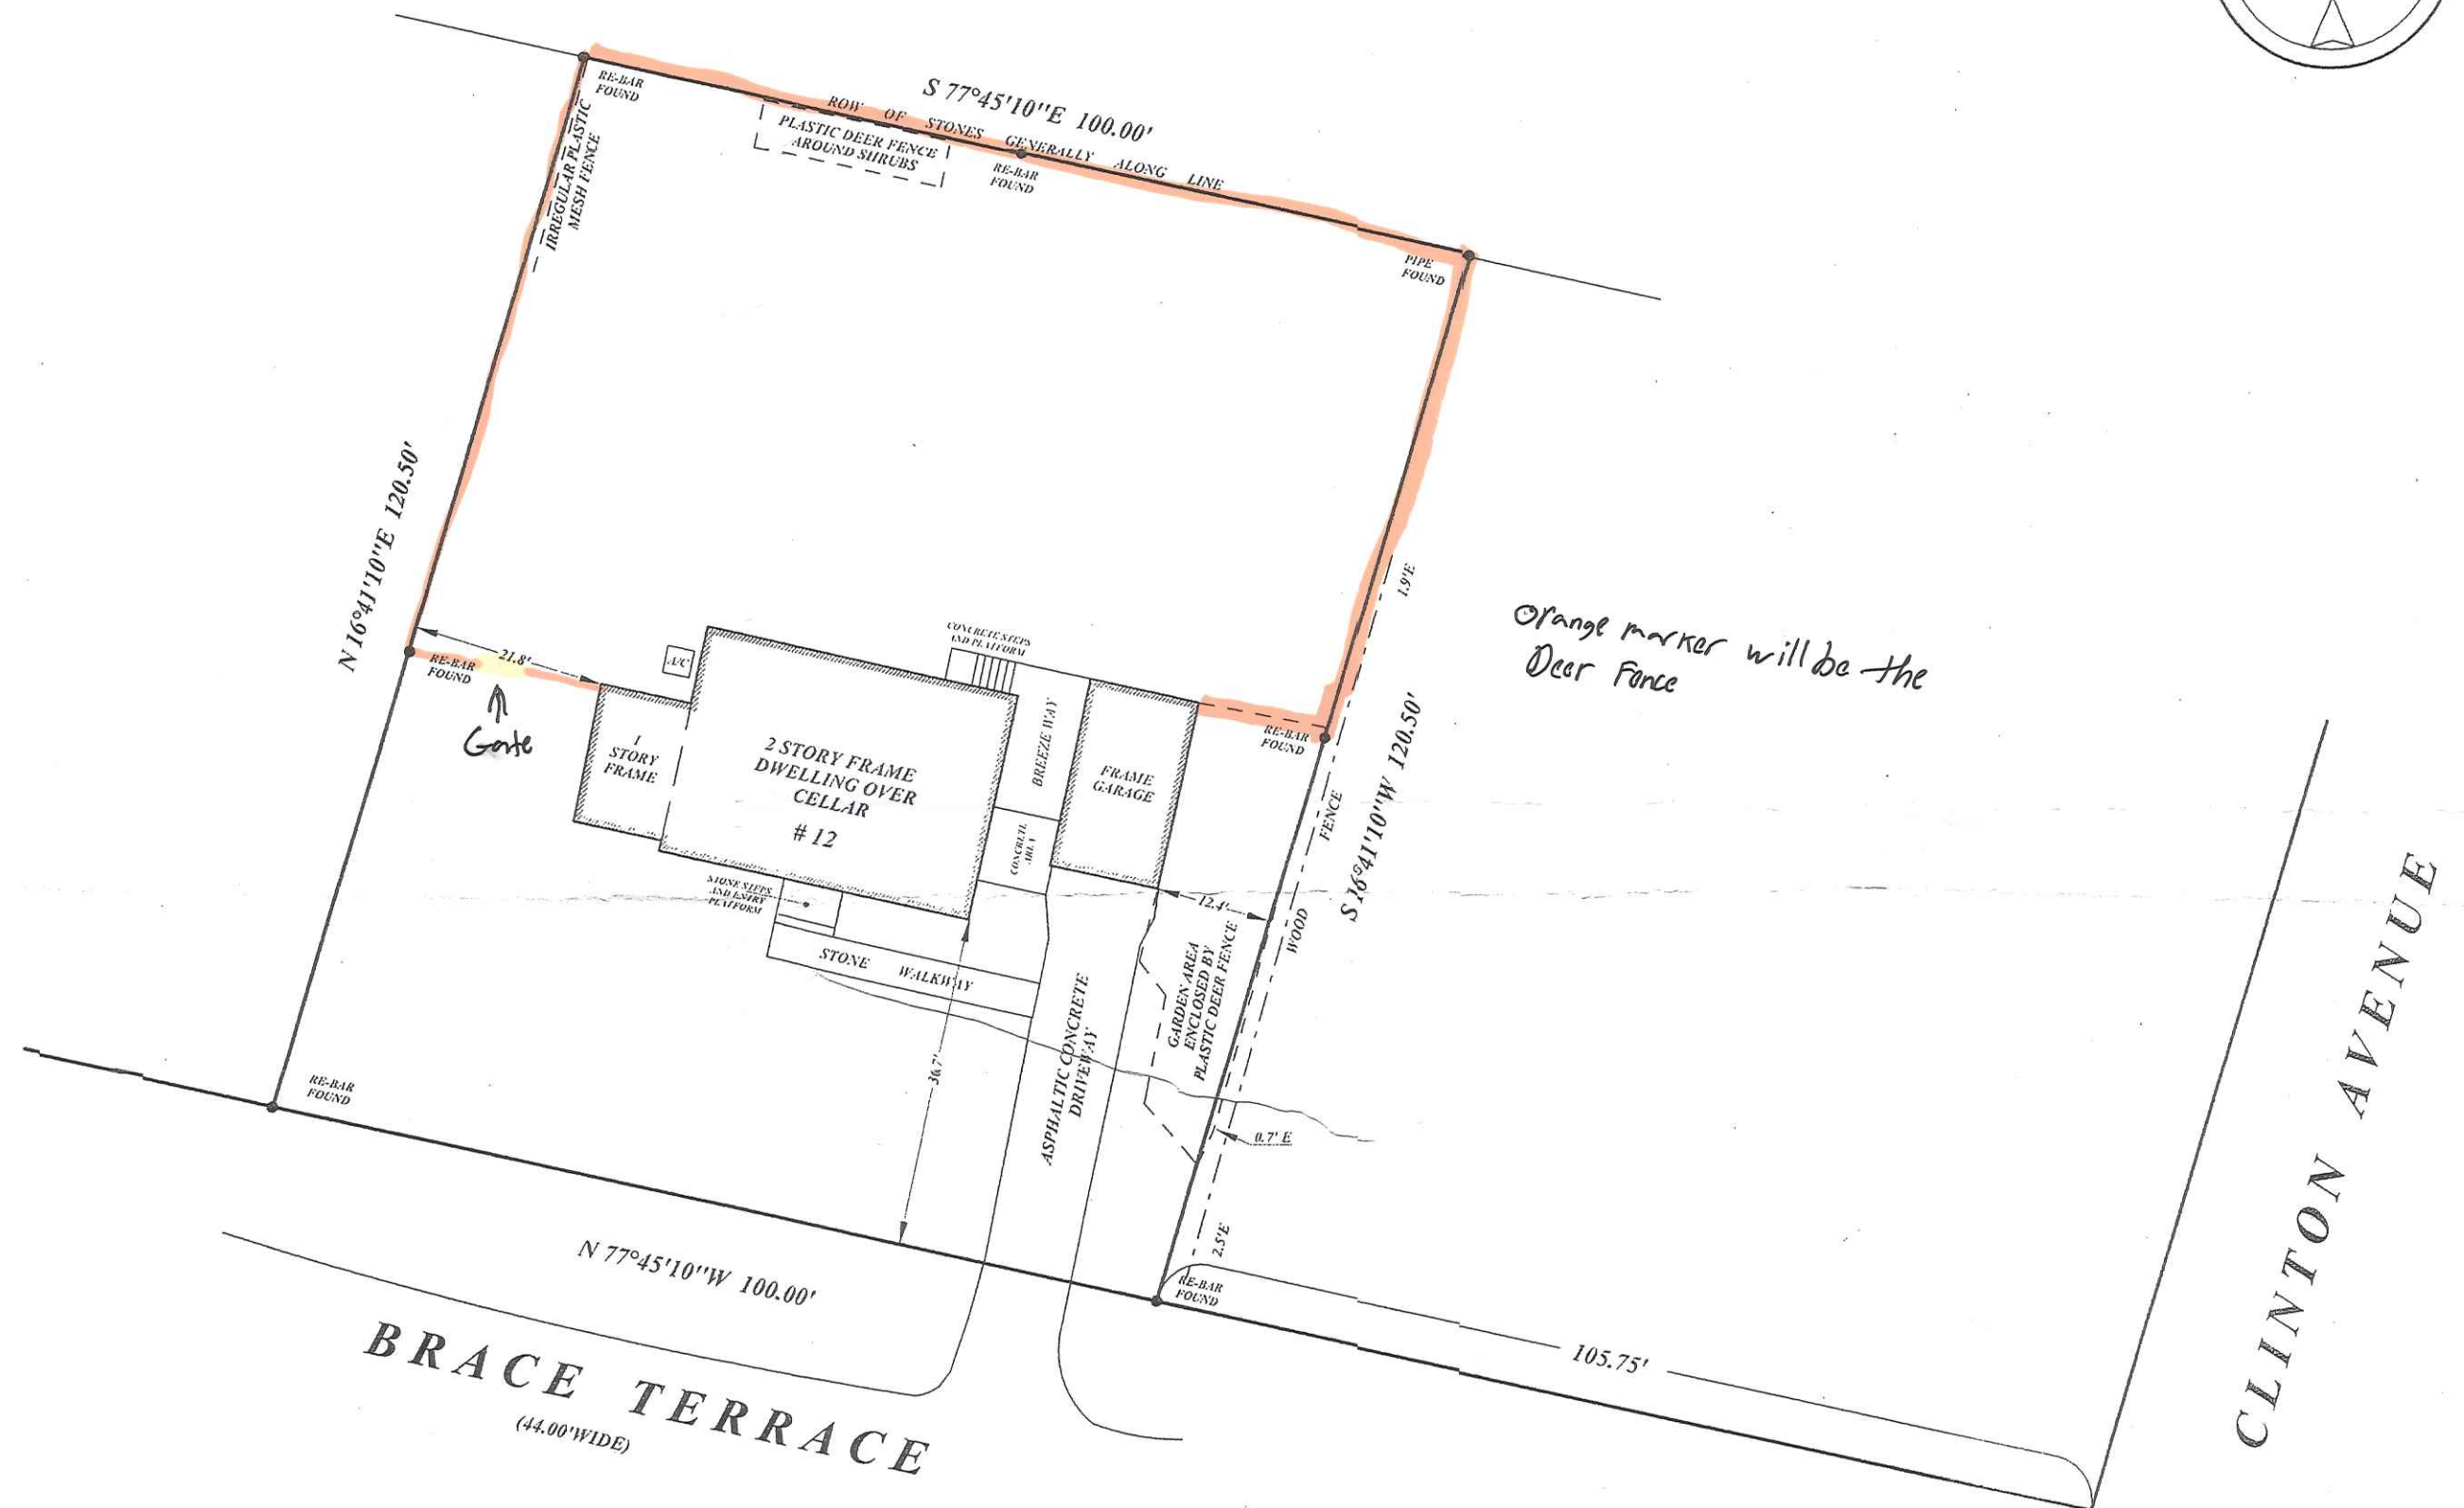 S 77°45'10"E 100.00'
RE-BAR
FOUND
ROW OF STONES GENERALLY ALONG LINE
PLASTIC DEER FENCE
AROUND SHRUBS
RE-BAR
FOUND
IRREGULAR PLASTIC
MESH FENCE
PIPE
FOUND
N 16°41'10"E 120.50'
1.9'E
Orange marker will be the
Deer Fence
CONCRETE STEPS
AND PLATFORM
21.8'
RE-BAR
FOUND
A/C
Gate
1
STORY
FRAME
2 STORY FRAME
DWELLING OVER
CELLAR
# 12
BREEZE WAY
FRAME
GARAGE
RE-BAR
FOUND
S 16°41'10"W 120.50'
WOOD FENCE
CONCRETE
AREA
STONE STEPS
AND ENTRY
PLATFORM
12.4'
STONE WALKWAY
GARDEN AREA
ENCLOSED BY
PLASTIC DEER FENCE
36.7'
ASPHALTIC CONCRETE
DRIVEWAY
RE-BAR
FOUND
0.7' E
2.5'E
RE-BAR
FOUND
N 77°45'10"W 100.00'
105.75'
BRACE TERRACE
(44.00'WIDE)
CLINTON AVENUE